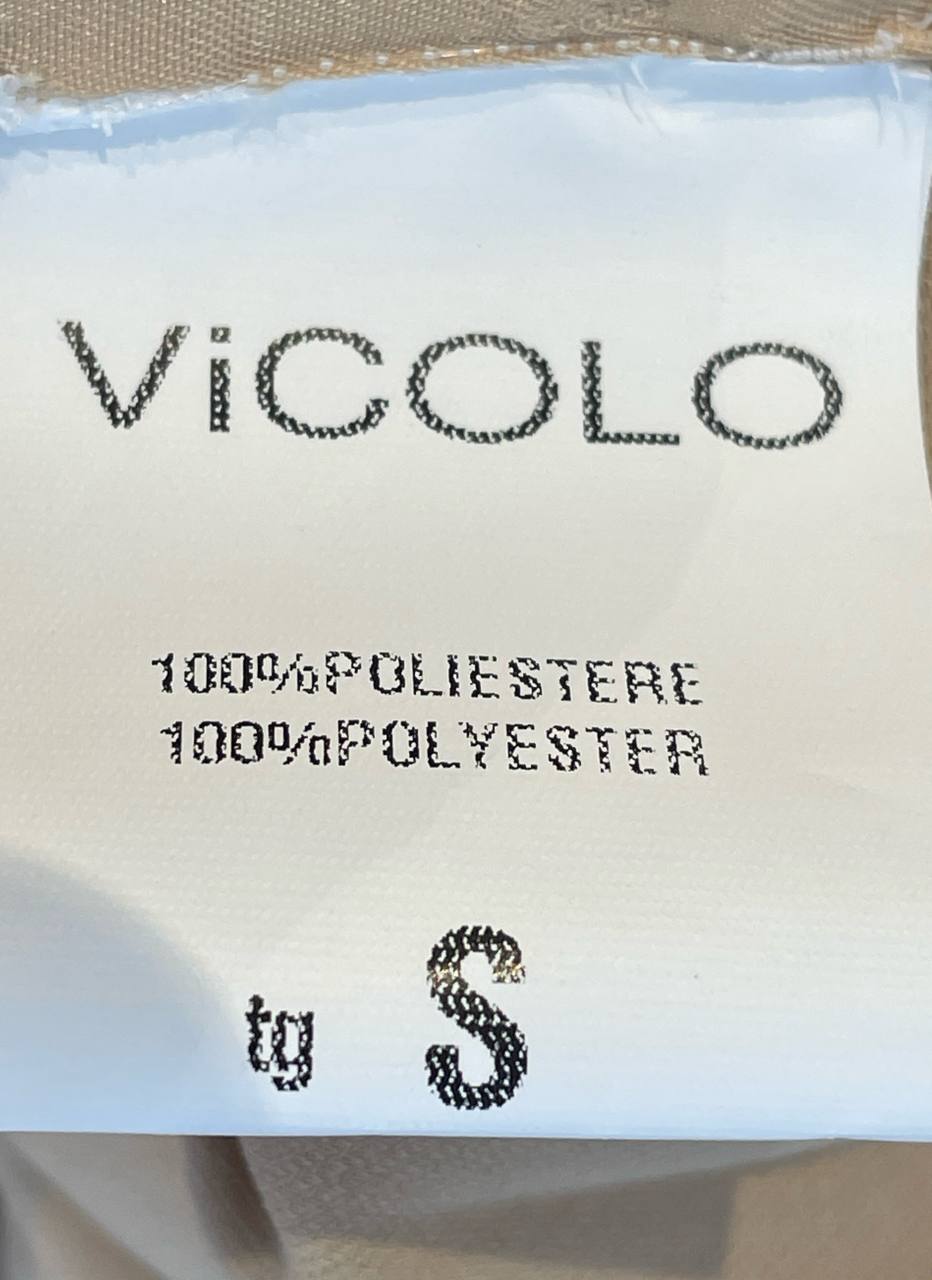 ViCOLO
100%POLIESTERE
100%POLYESTER
tg S